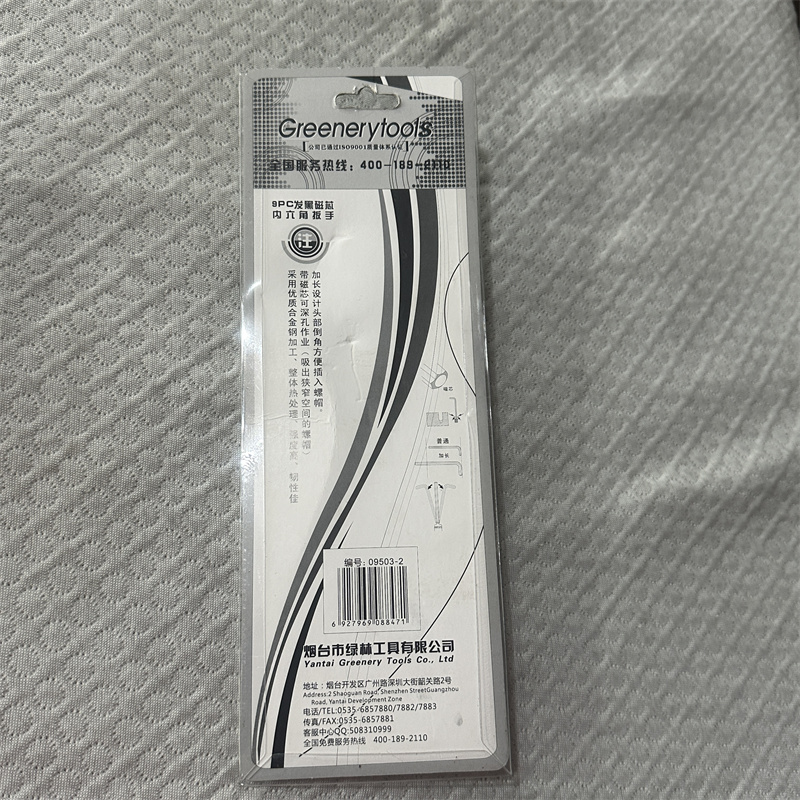 Greenerytools
公司已通过ISO9001质量体系认证
全国服务热线：400-189-2110
9PC发黑磁芯
内六角扳手
注
加长设计头部倒角方便插入螺帽。
带磁芯可深孔作业（吸出狭窄空间的螺帽）
采用优质合金钢加工、整体热处理、强度高、韧性佳
磁芯
普通
加长
编号：09503-2
6 927969 088471
烟台市绿林工具有限公司
Yantai Greenery Tools Co., Ltd
地址：烟台开发区广州路深圳大街韶关路2号
Address:2 Shaoguan Road, Shenzhen StreetGuangzhou
Road, Yantai Development Zone
电话/TEL:0535-6857880/7882/7883
传真/FAX:0535-6857881
客服中心QQ:508310999
全国免费服务热线 400-189-2110